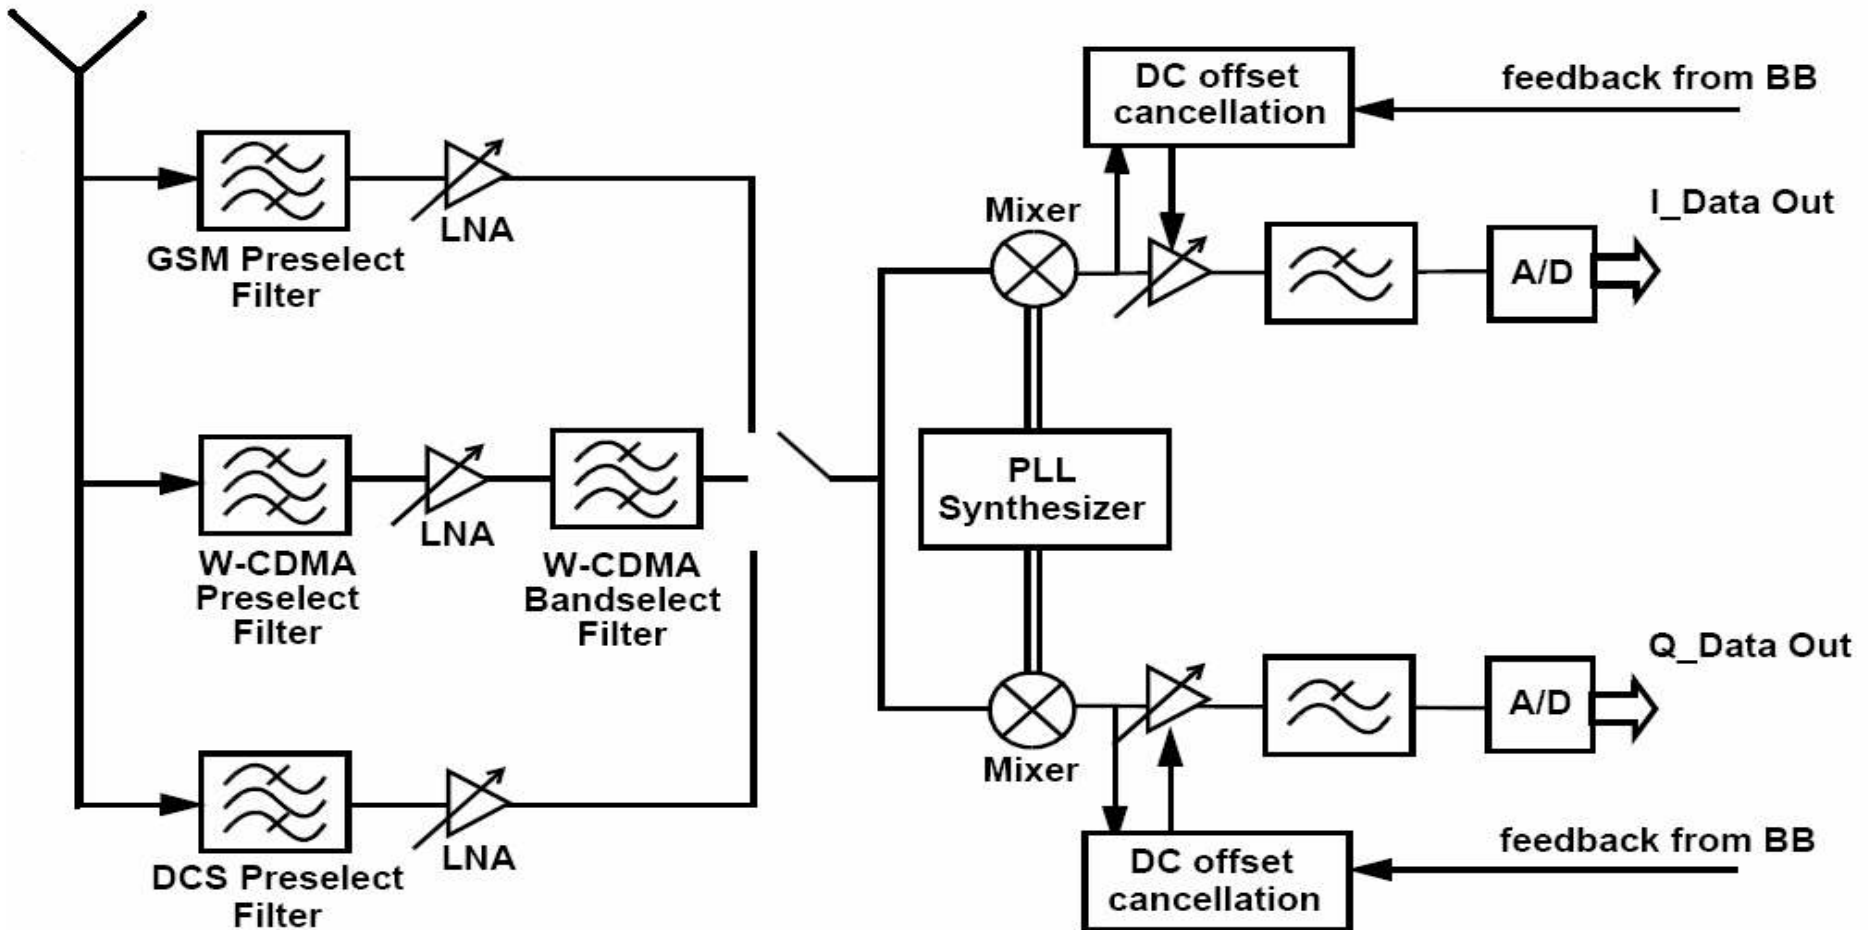 DC offset
cancellation
feedback from BB
I_Data Out
Mixer
LNA
GSM Preselect
Filter
A/D
PLL
Synthesizer
LNA
W-CDMA
Preselect
Filter
W-CDMA
Bandselect
Filter
Q_Data Out
A/D
Mixer
LNA
DCS Preselect
Filter
DC offset
cancellation
feedback from BB